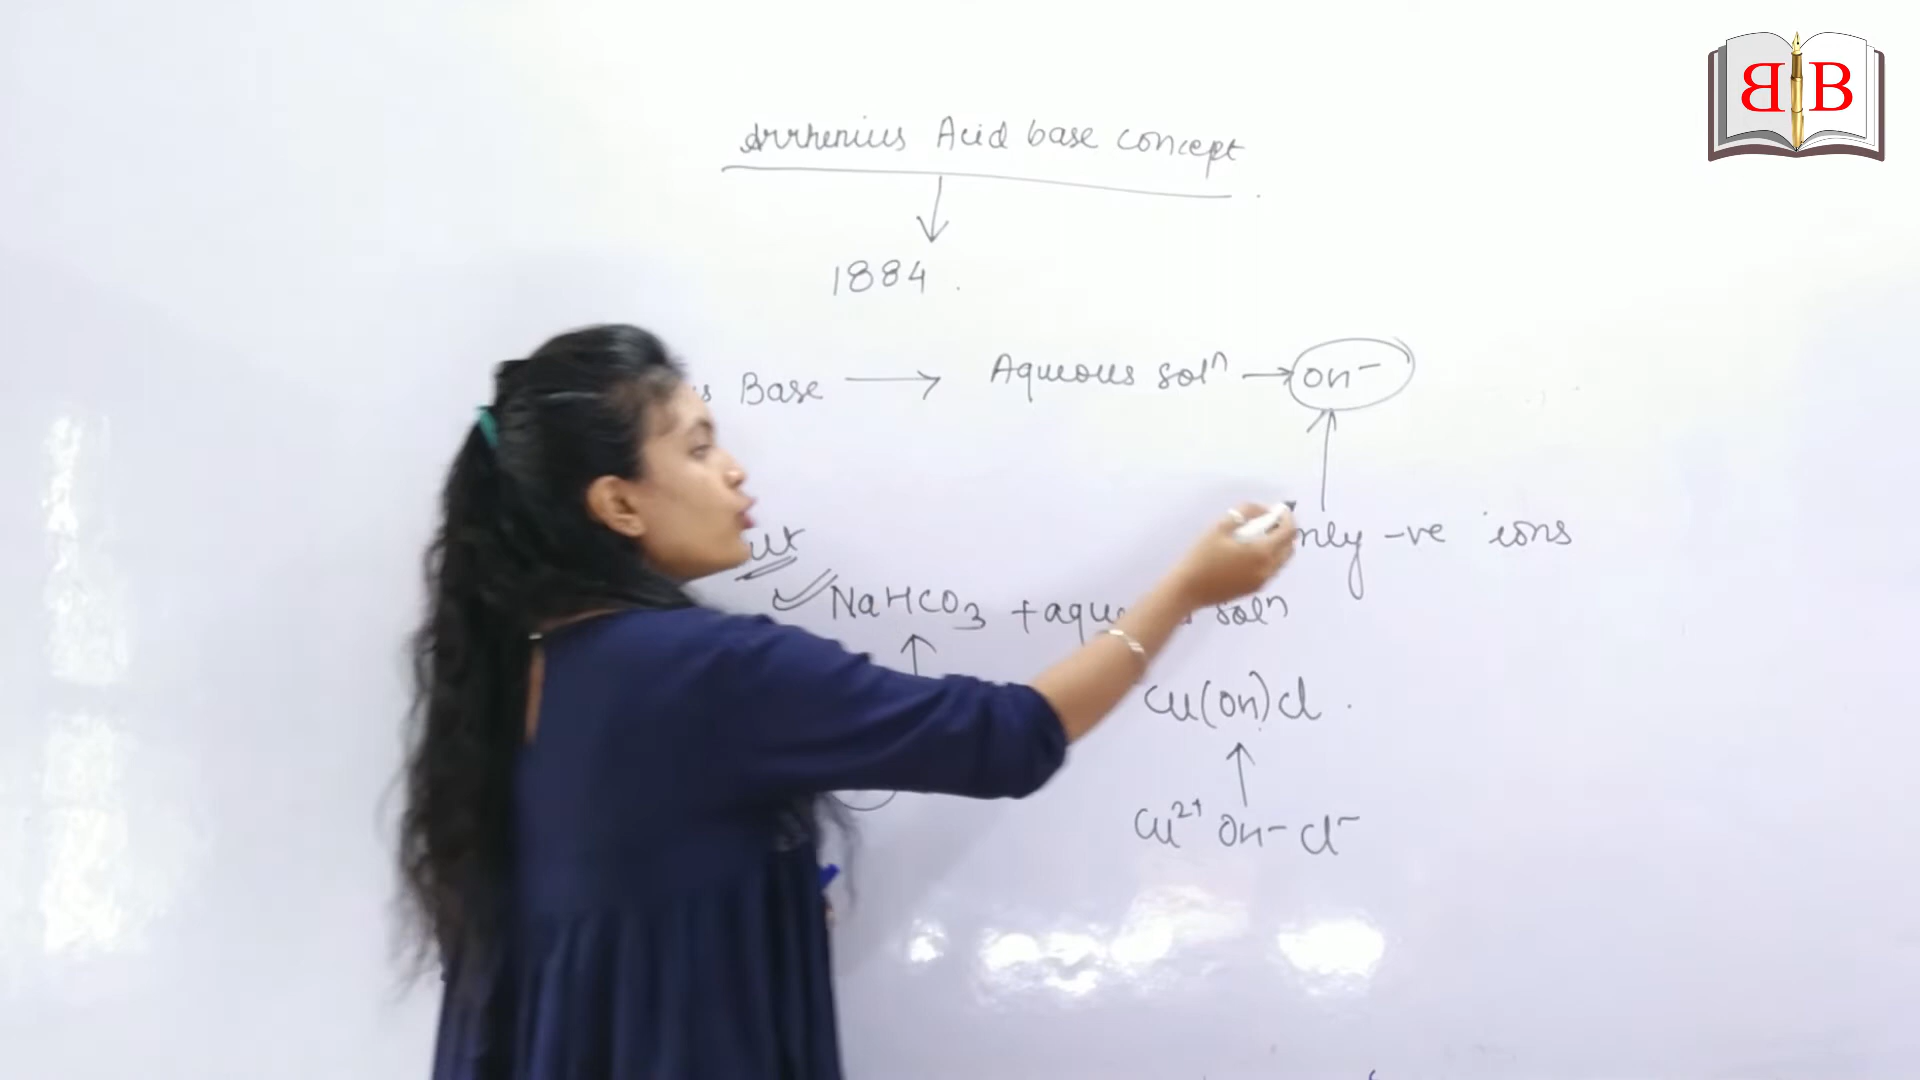 BB
Arrhenius Acid base concept
1884.
s Base → Aqueous solⁿ → OH⁻
nly -ve ions
NaHCO3 + aqu solⁿ
Cu(OH)Cl.
Cu²⁺ OH⁻ Cl⁻